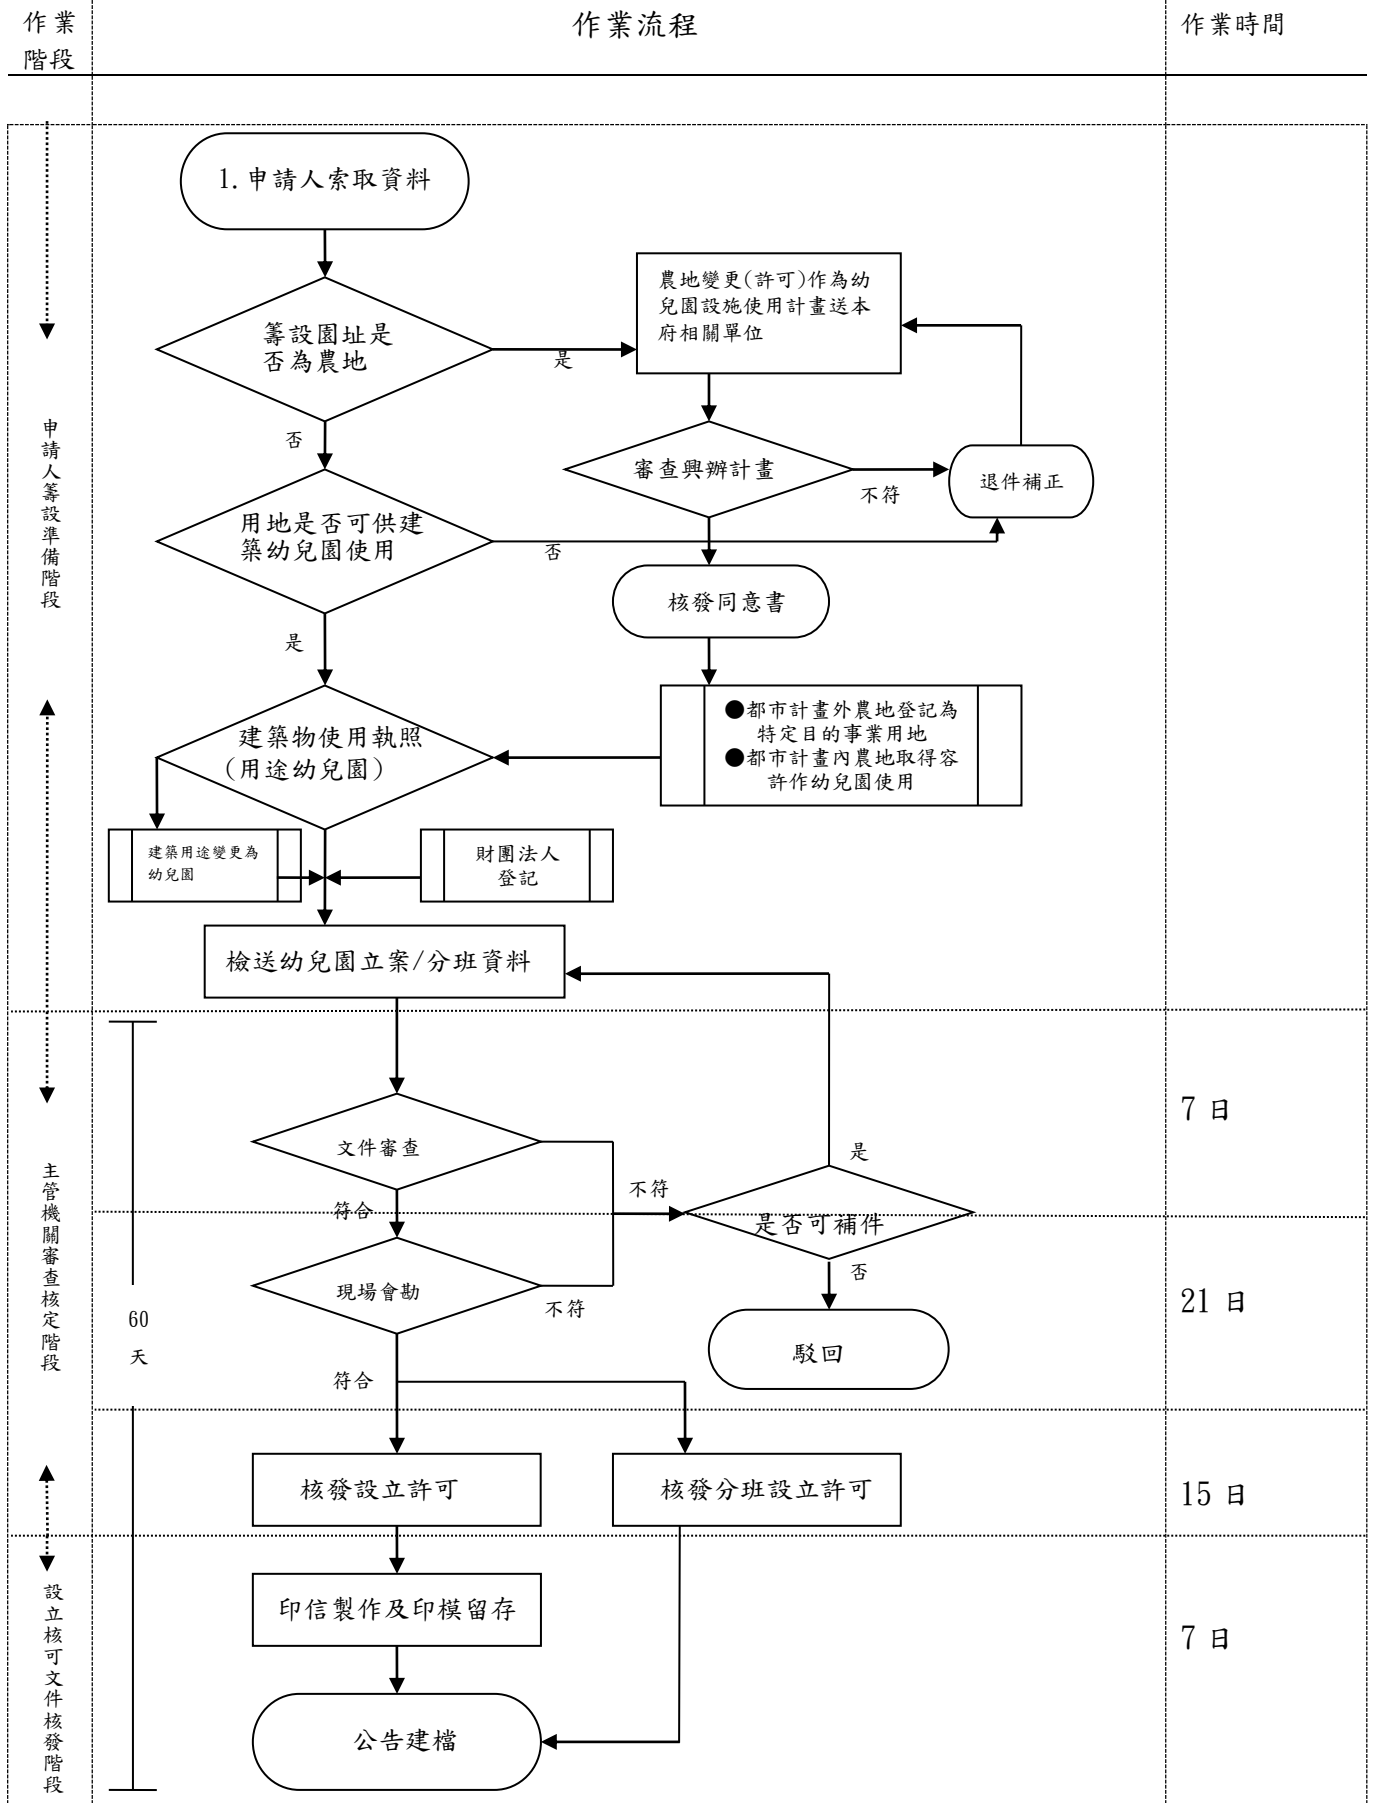 作業
階段
作業流程
作業時間
1.申請人索取資料
籌設園址是
否為農地
是
農地變更(許可)作為幼
兒園設施使用計畫送本
府相關單位
否
審查興辦計畫
不符
退件補正
用地是否可供建
築幼兒園使用
否
核發同意書
是
建築物使用執照
(用途幼兒園)
●都市計畫外農地登記為
特定目的事業用地
●都市計畫內農地取得容
許作幼兒園使用
建築用途變更為
幼兒園
財團法人
登記
檢送幼兒園立案/分班資料
申請人籌設準備階段
主管機關審查核定階段
設立核可文件核發階段
60
天
文件審查
符合
不符
是
是否可補件
否
現場會勘
不符
駁回
符合
7 日
21 日
核發設立許可
核發分班設立許可
15 日
印信製作及印模留存
7 日
公告建檔